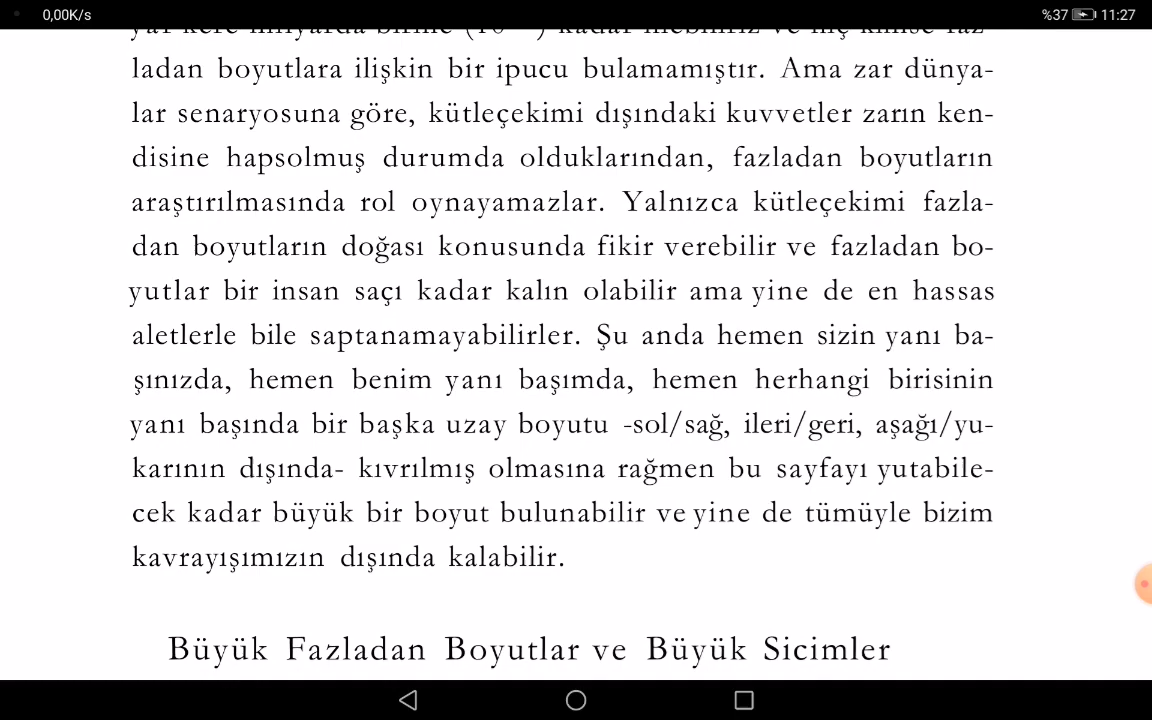 0,00K/s
%37 11:27
ladan boyutlara ilişkin bir ipucu bulamamıştır. Ama zar dünya-
lar senaryosuna göre, kütleçekimi dışındaki kuvvetler zarın ken-
disine hapsolmuş durumda olduklarından, fazladan boyutların
araştırılmasında rol oynayamazlar. Yalnızca kütleçekimi fazla-
dan boyutların doğası konusunda fikir verebilir ve fazladan bo-
yutlar bir insan saçı kadar kalın olabilir ama yine de en hassas
aletlerle bile saptanamayabilirler. Şu anda hemen sizin yanı ba-
şınızda, hemen benim yanı başımda, hemen herhangi birisinin
yanı başında bir başka uzay boyutu -sol/sağ, ileri/geri, aşağı/yu-
karının dışında- kıvrılmış olmasına rağmen bu sayfayı yutabile-
cek kadar büyük bir boyut bulunabilir ve yine de tümüyle bizim
kavrayışımızın dışında kalabilir.
Büyük Fazladan Boyutlar ve Büyük Sicimler